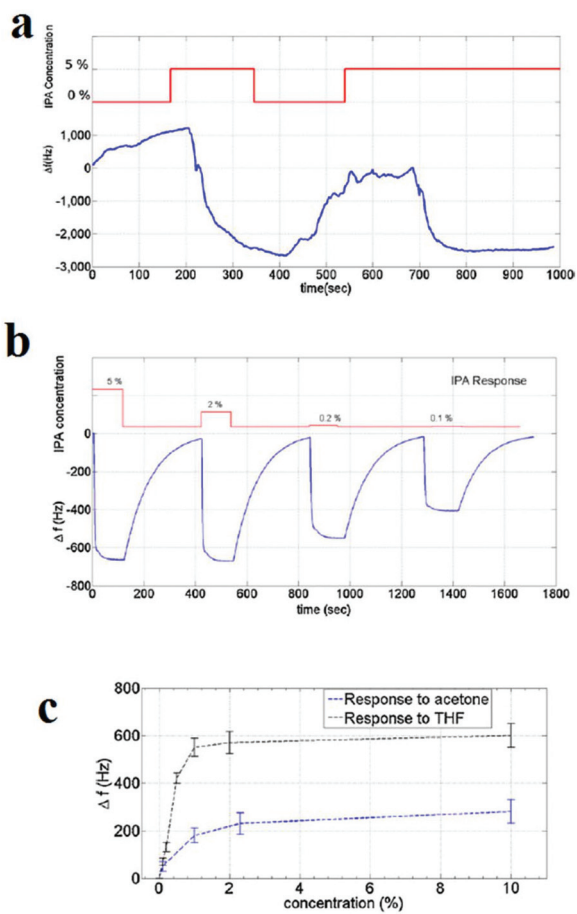 a
IPA Concentration
5 %
0 %
Δf(Hz)
1,000
0
-1,000
-2,000
-3,000
0 100 200 300 400 500 600 700 800 900 1000
time(sec)
b
IPA concentration
5 %
2 %
0.2 %
0.1 %
IPA Response
Δ f (Hz)
0
-200
-400
-600
-800
0 200 400 600 800 1000 1200 1400 1600 1800
time (sec)
c
Δ f (Hz)
800
600
400
200
0
Response to acetone
Response to THF
0 2 4 6 8 10
concentration (%)